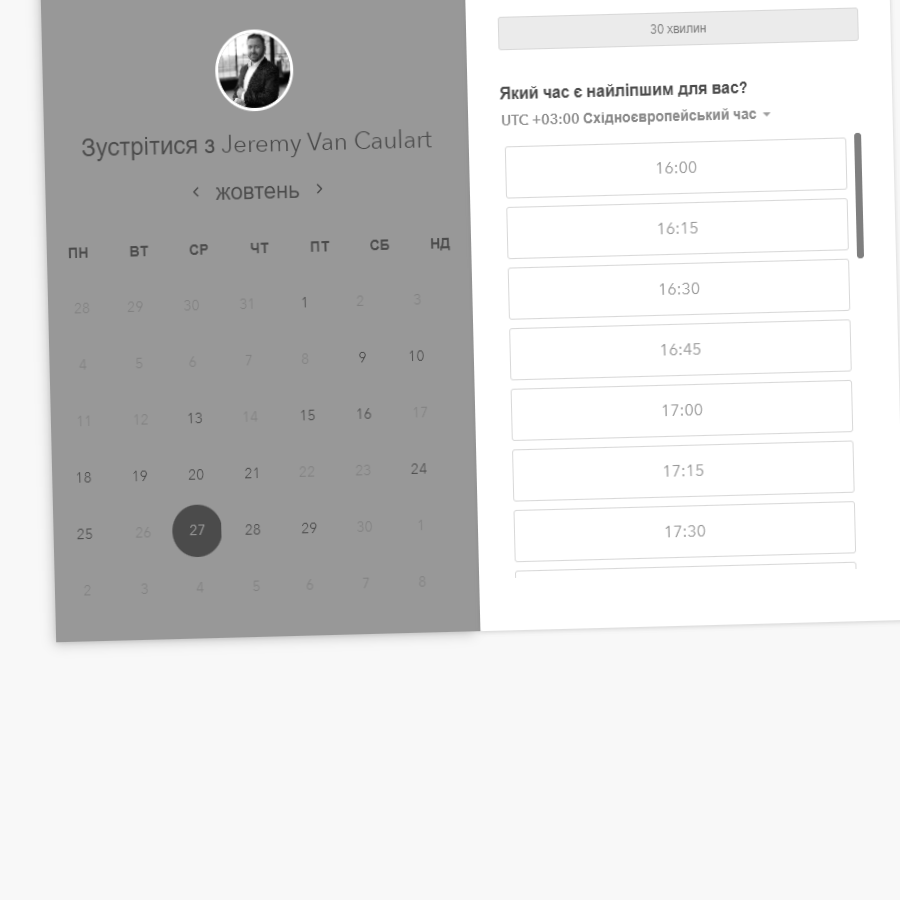 Зустрітися з Jeremy Van Caulart
жовтень
ПН ВТ СР ЧТ ПТ СБ НД
28 29 30 31 1 2 3
4 5 6 7 8 9 10
11 12 13 14 15 16 17
18 19 20 21 22 23 24
25 26 27 28 29 30 1
2 3 4 5 6 7 8
30 хвилин
Який час є найліпшим для вас?
UTC +03:00 Східноєвропейський час
16:00
16:15
16:30
16:45
17:00
17:15
17:30